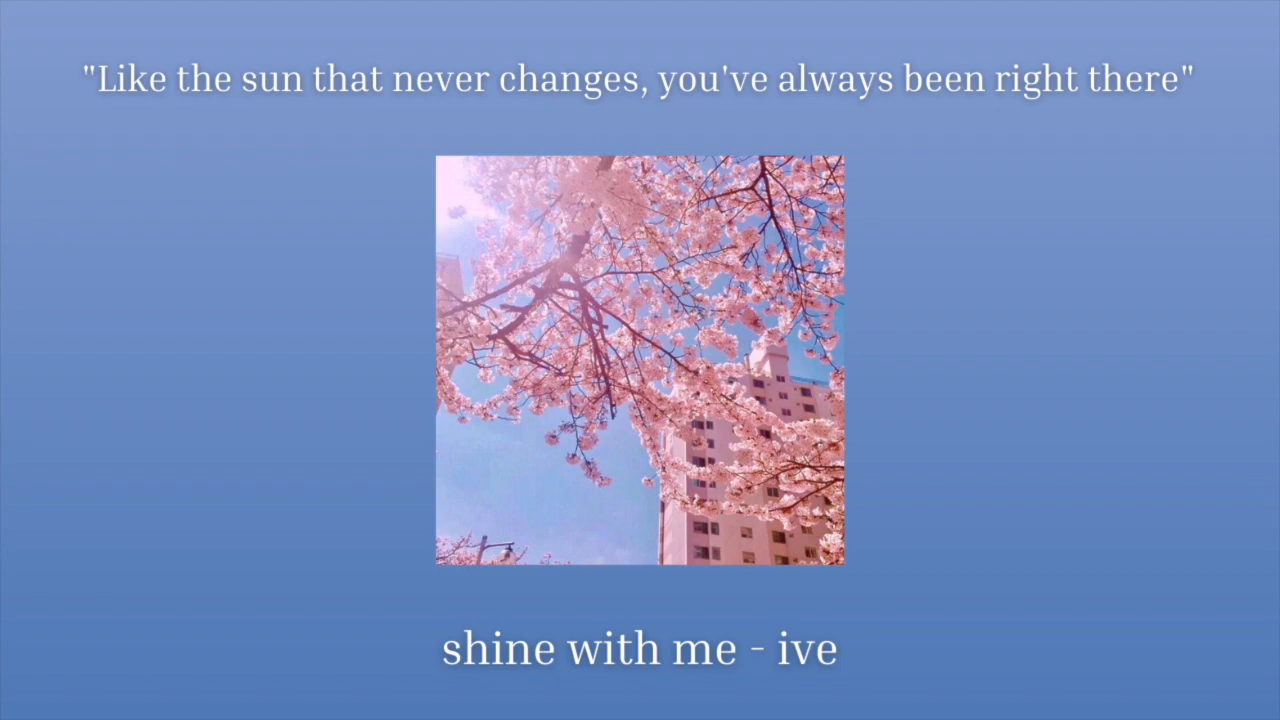 "Like the sun that never changes, you've always been right there"
shine with me - ive